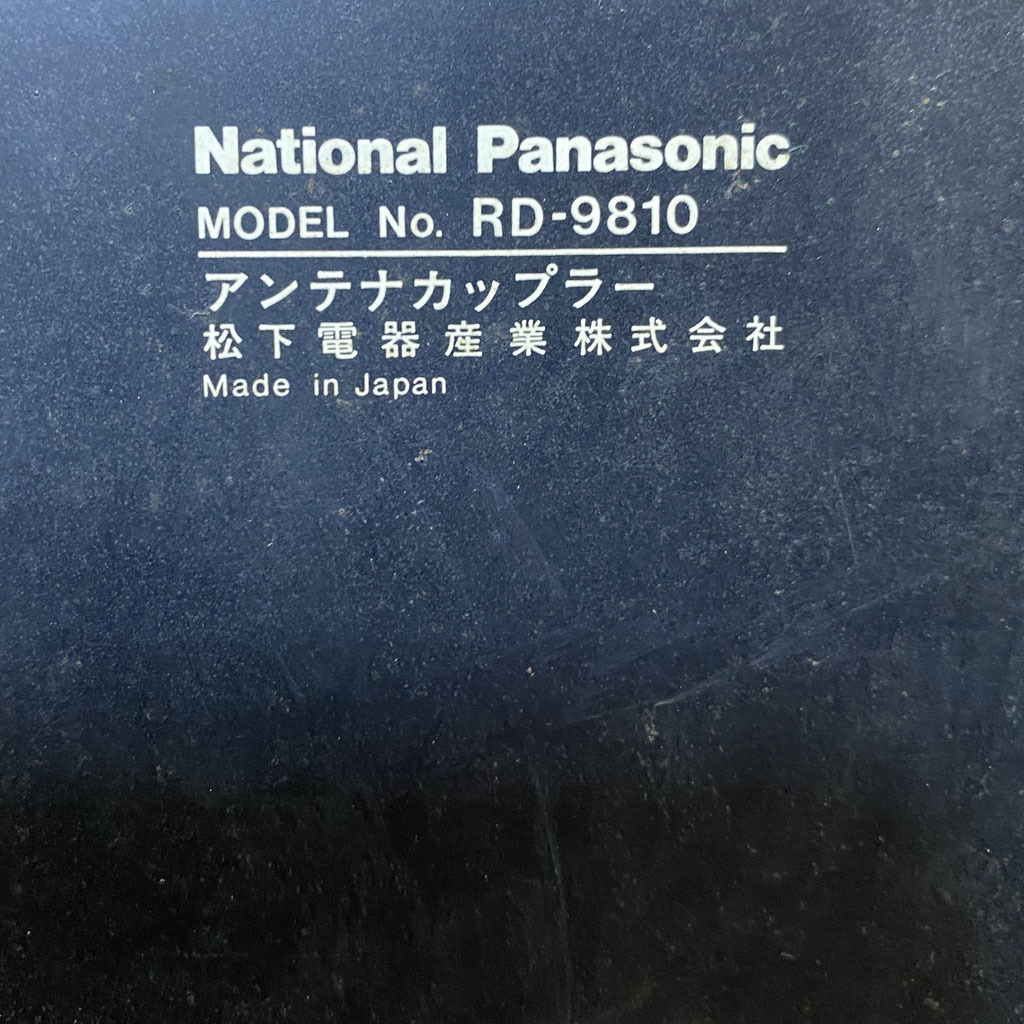 National Panasonic
MODEL No. RD-9810
アンテナカップラー
松下電器産業株式会社
Made in Japan